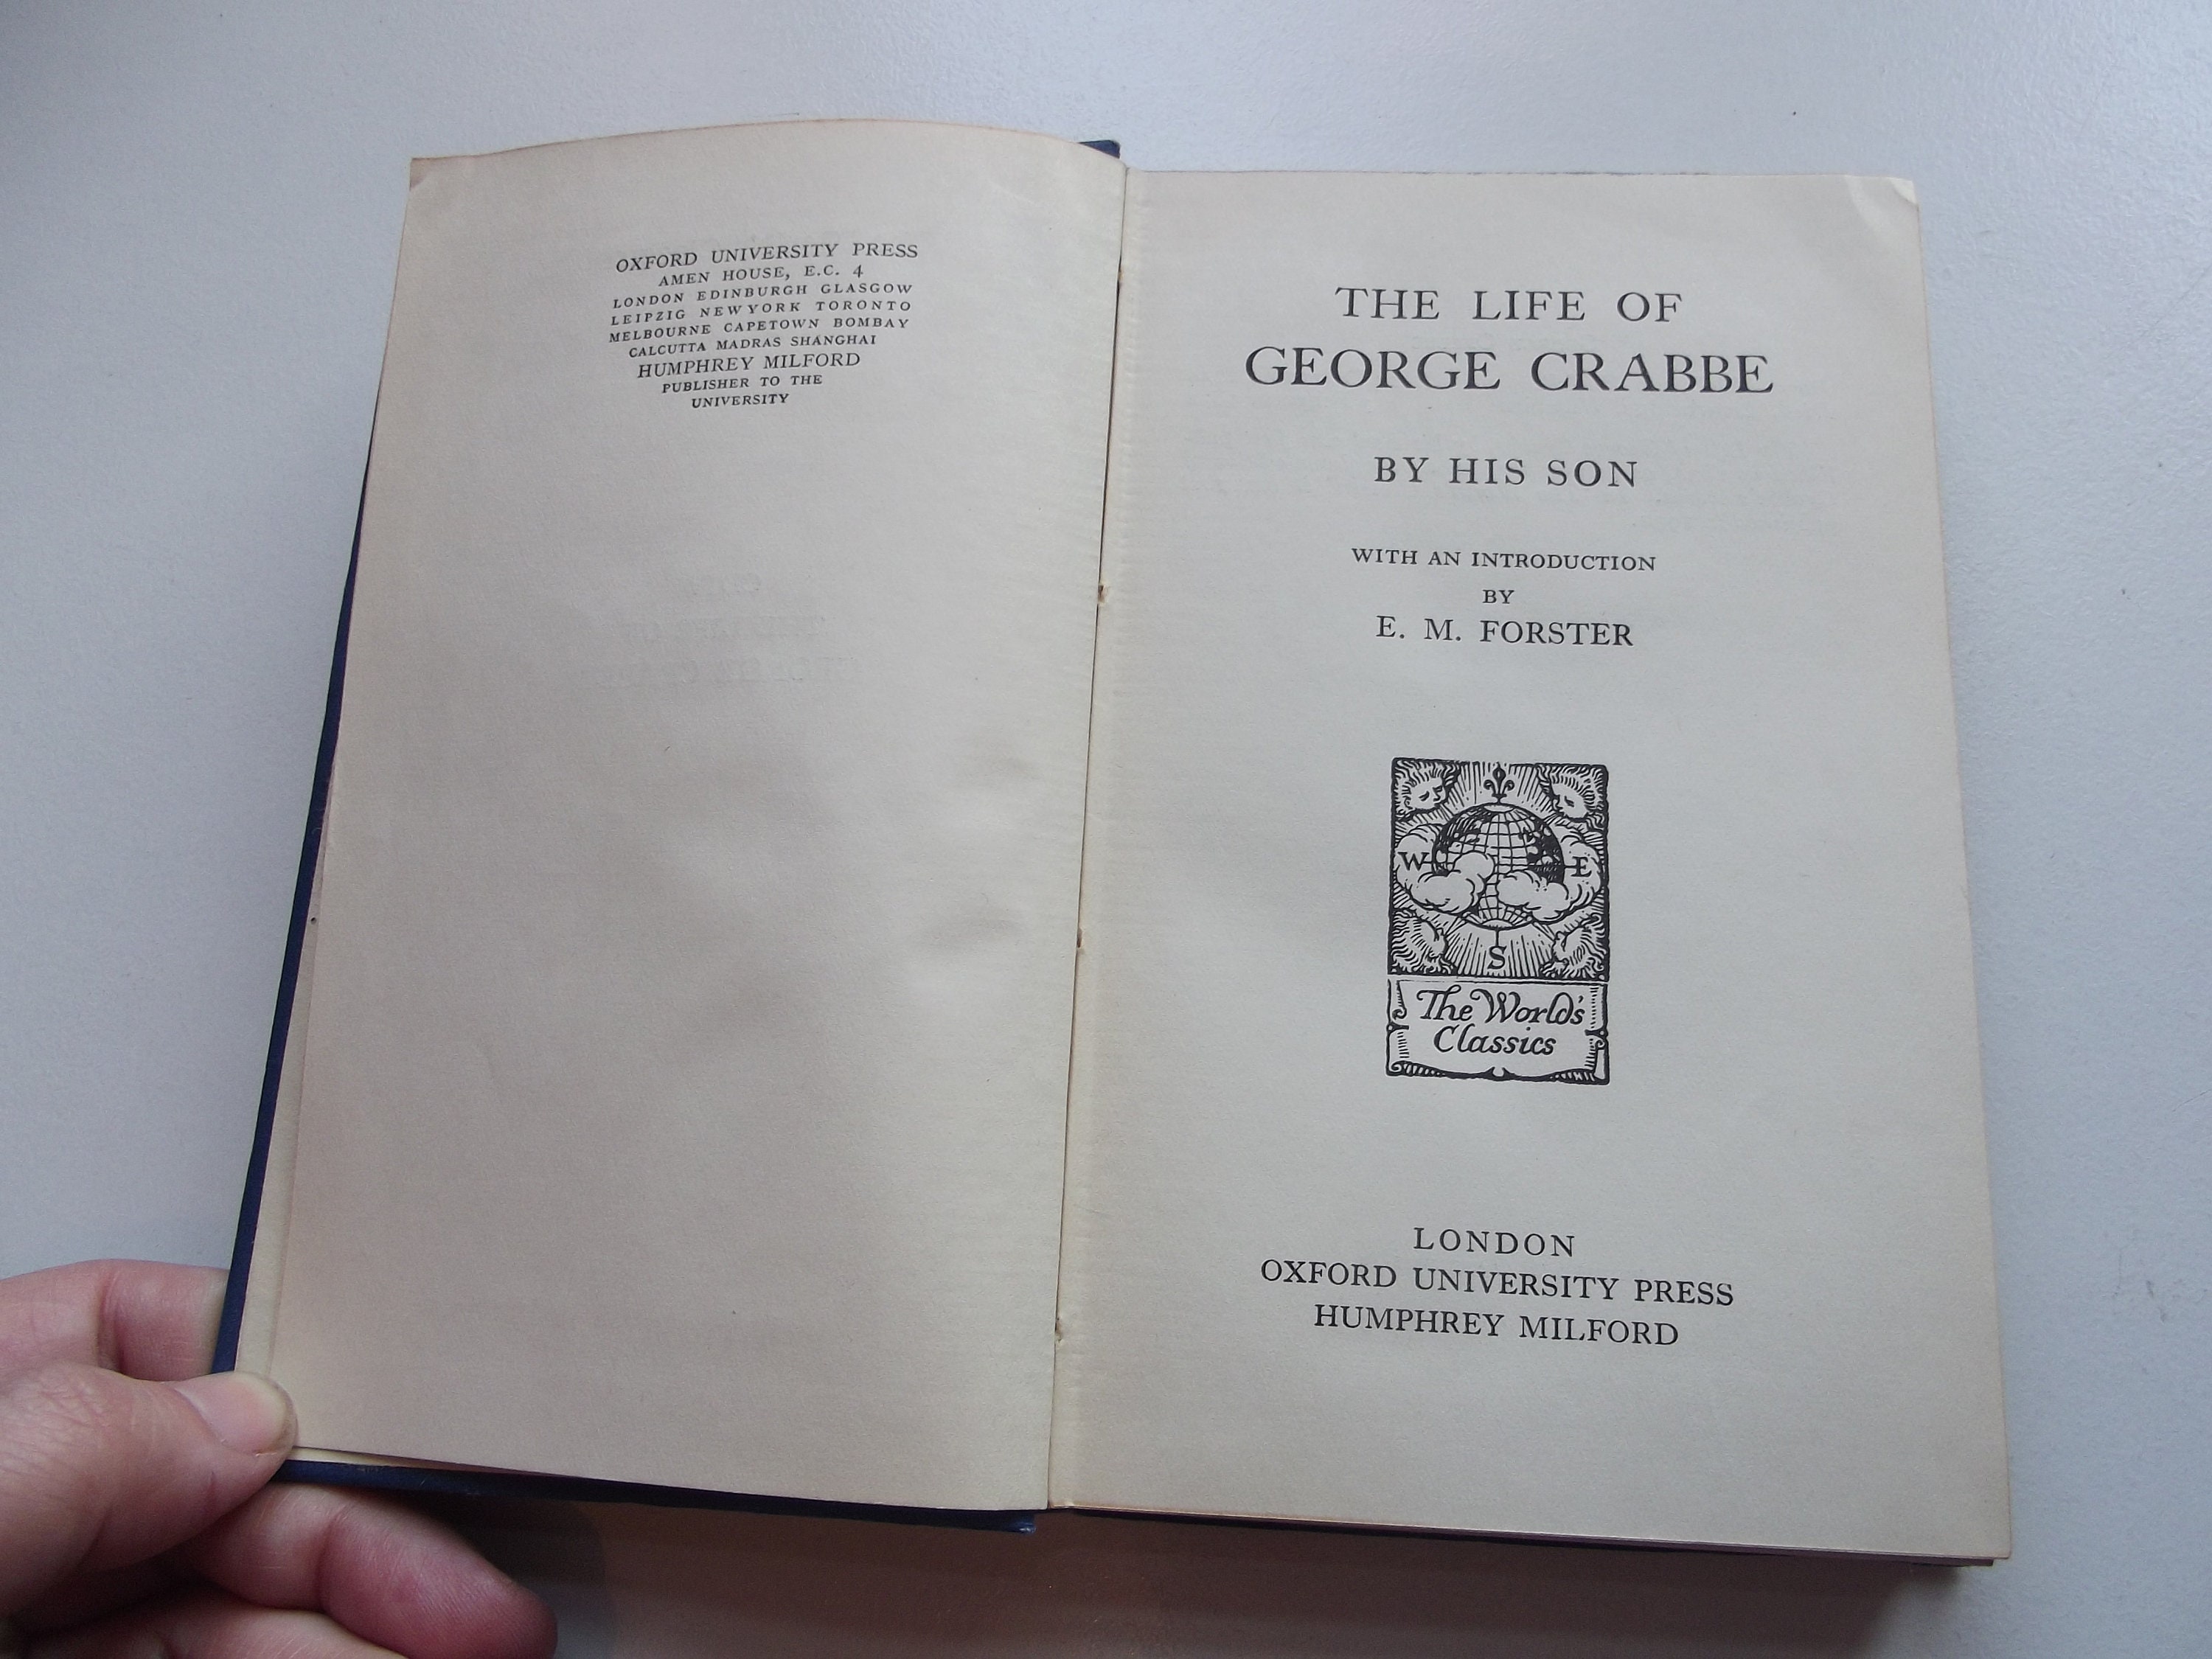 OXFORD UNIVERSITY PRESS
AMEN HOUSE, E.C. 4
LONDON EDINBURGH GLASGOW
LEIPZIG NEW YORK TORONTO
MELBOURNE CAPETOWN BOMBAY
CALCUTTA MADRAS SHANGHAI
HUMPHREY MILFORD
PUBLISHER TO THE
UNIVERSITY
THE LIFE OF
GEORGE CRABBE
BY HIS SON
WITH AN INTRODUCTION
BY
E. M. FORSTER
W E
S
The World's
Classics
LONDON
OXFORD UNIVERSITY PRESS
HUMPHREY MILFORD